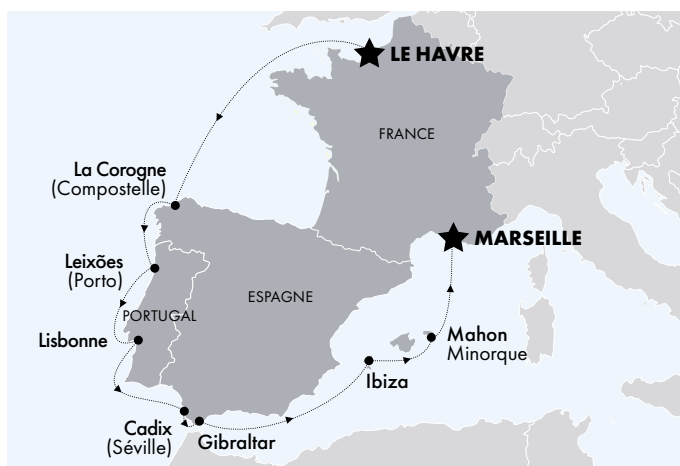 LE HAVRE
FRANCE
La Corogne
(Compostelle)
MARSEILLE
Leixões
(Porto)
ESPAGNE
PORTUGAL
Lisbonne
Mahon
Minorque
Ibiza
Cadix
(Séville)
Gibraltar